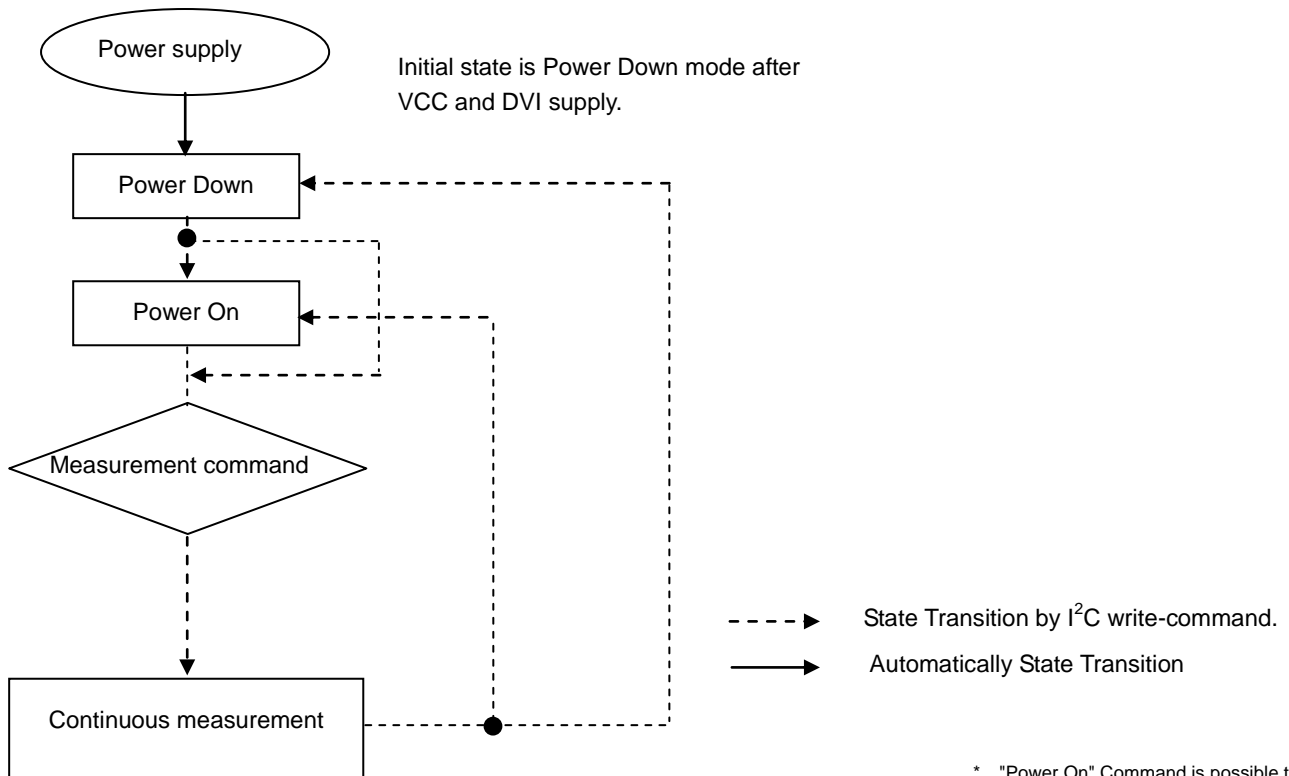 Power supply
Initial state is Power Down mode after
VCC and DVI supply.
Power Down
Power On
Measurement command
State Transition by I²C write-command.
Automatically State Transition
Continuous measurement
* "Power On" Command is possible t